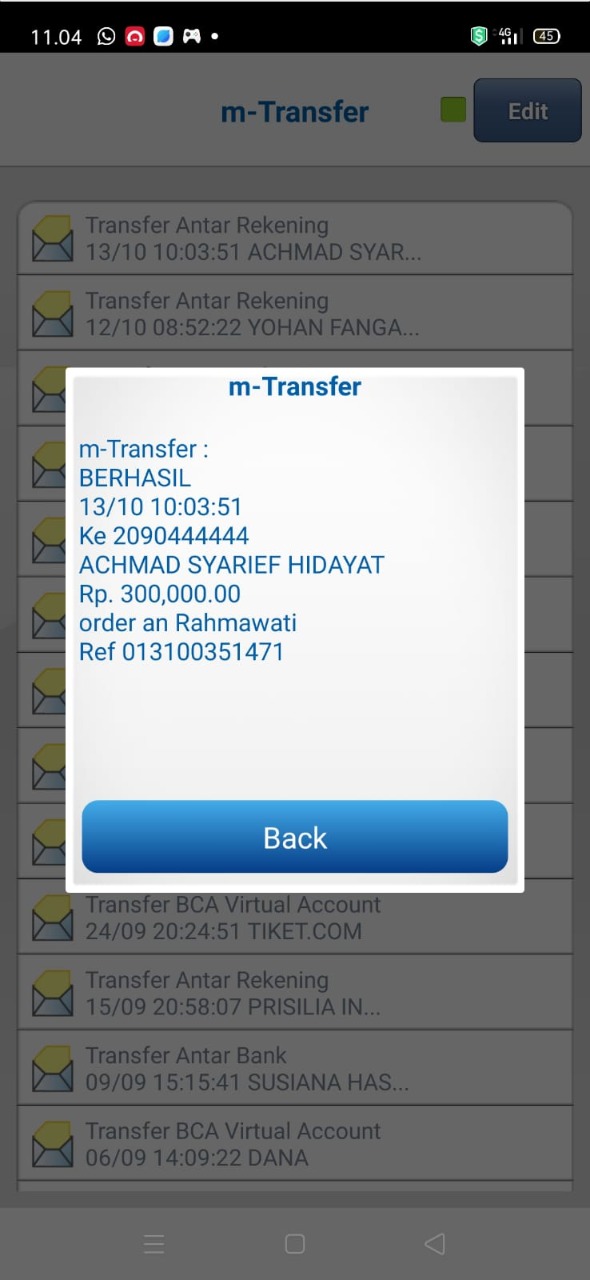 11.04
4G
45
m-Transfer
Edit
Transfer Antar Rekening
13/10 10:03:51 ACHMAD SYAR...
Transfer Antar Rekening
12/10 08:52:22 YOHAN FANGA...
m-Transfer
m-Transfer :
BERHASIL
13/10 10:03:51
Ke 2090444444
ACHMAD SYARIEF HIDAYAT
Rp. 300,000.00
order an Rahmawati
Ref 013100351471
Back
Transfer BCA Virtual Account
24/09 20:24:51 TIKET.COM
Transfer Antar Rekening
15/09 20:58:07 PRISILIA IN...
Transfer Antar Bank
09/09 15:15:41 SUSIANA HAS...
Transfer BCA Virtual Account
06/09 14:09:22 DANA